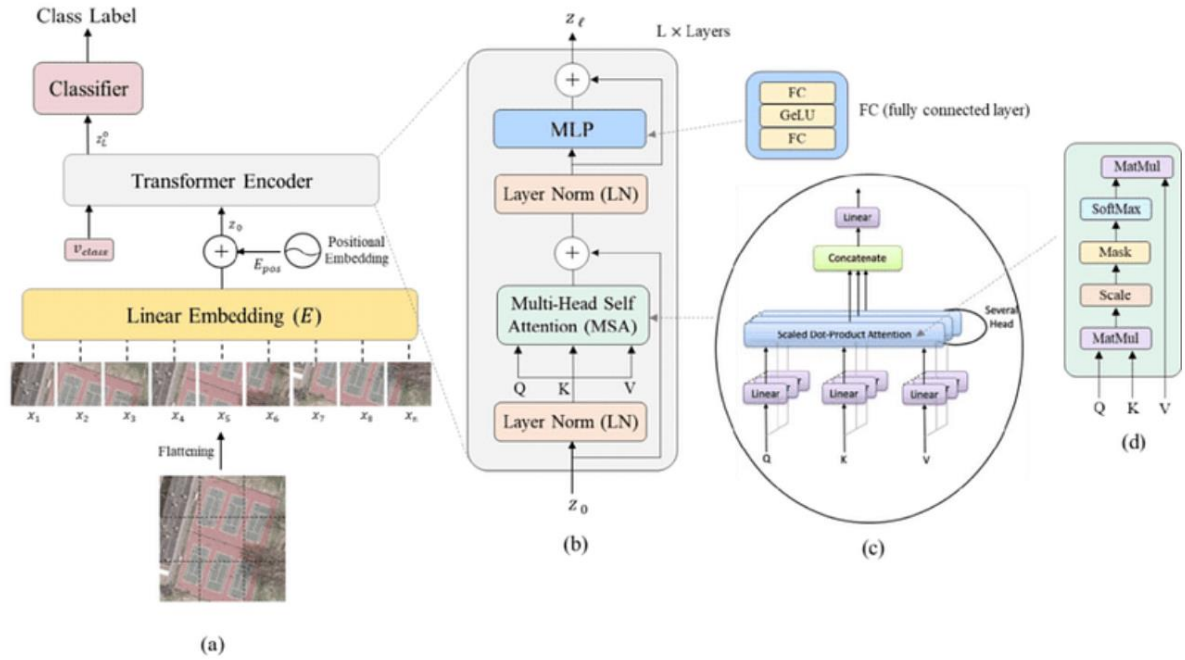 Class Label
Classifier
z_L^0
Transformer Encoder
v_class
z_0
E_pos
Positional
Embedding
Linear Embedding (E)
x_1 x_2 x_3 x_4 x_5 x_6 x_7 x_8 x_n
Flattening
(a)
z_ℓ
L × Layers
MLP
Layer Norm (LN)
Multi-Head Self
Attention (MSA)
Q K V
Layer Norm (LN)
z_0
(b)
FC
GeLU
FC
FC (fully connected layer)
Linear
Concatenate
Scaled Dot-Product Attention
Several
Head
Linear Linear Linear
Q K V
(c)
MatMul
SoftMax
Mask
Scale
MatMul
Q K V
(d)